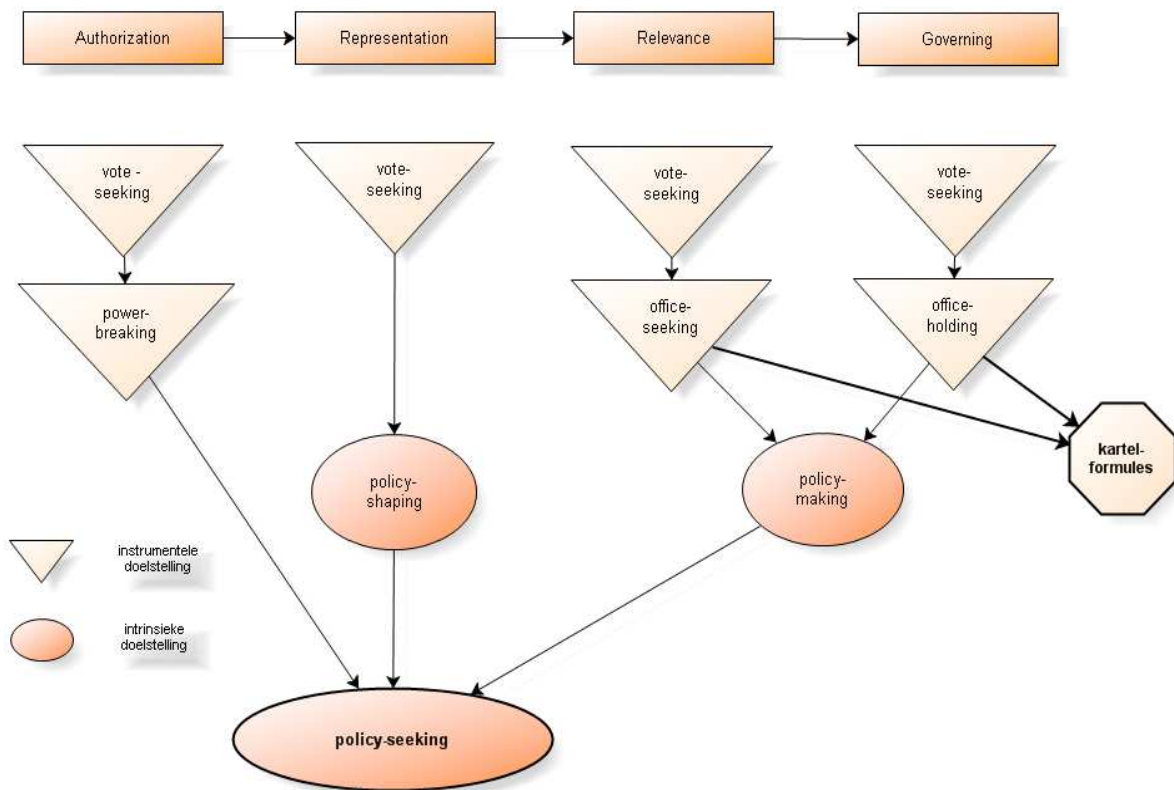 Authorization
Representation
Relevance
Governing
vote -
seeking
vote-
seeking
vote-
seeking
vote-
seeking
power-
breaking
office-
seeking
office-
holding
kartel-
formules
policy-
shaping
policy-
making
instrumentele
doelstelling
intrinsieke
doelstelling
policy-seeking